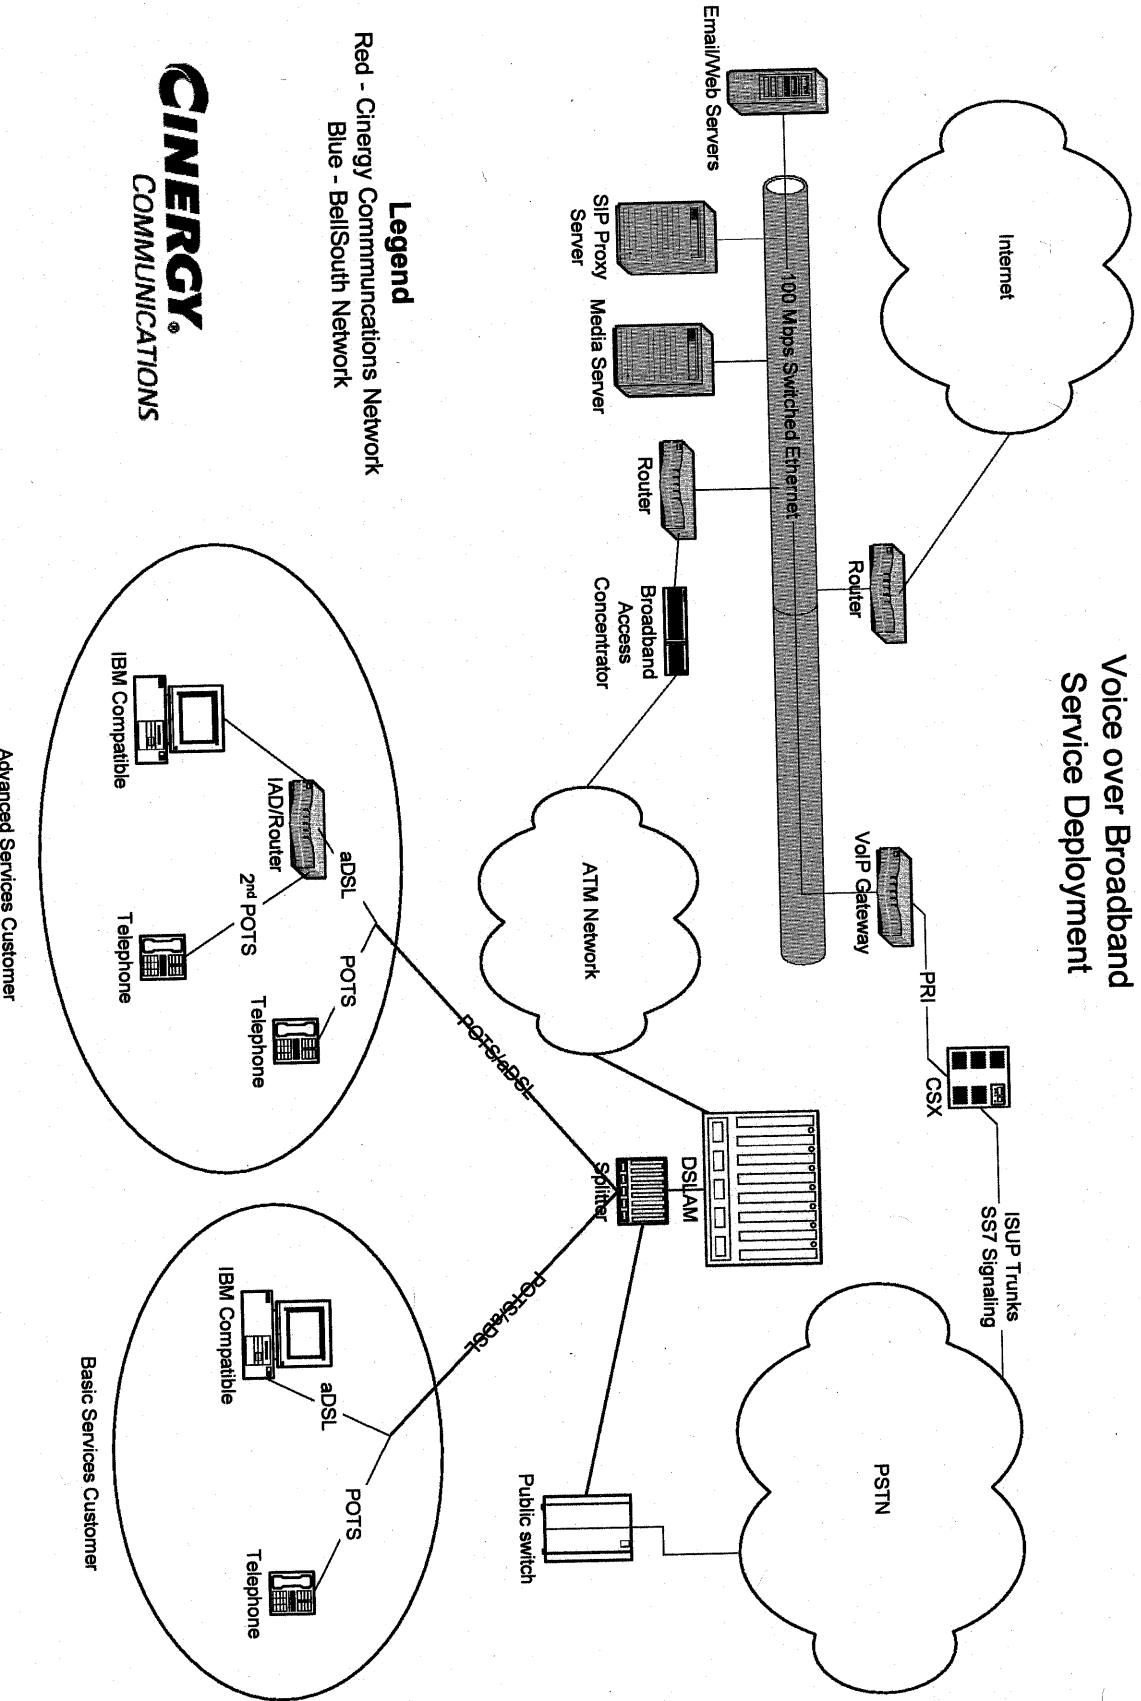 Voice over Broadband
Service Deployment
Internet
Email/Web Servers
100 Mbps Switched Ethernet
SIP Proxy
Server
Media Server
Router
Router
Broadband
Access
Concentrator
VoIP Gateway
PRI
CSX
ISUP Trunks
SS7 Signaling
PSTN
ATM Network
DSLAM
Splitter
Public switch
POTS/aDSL
POTS/aDSL
Legend
Red - Cinergy Communcations Network
Blue - BellSouth Network
CINERGY®
COMMUNICATIONS
IBM Compatible
IAD/Router
aDSL
2nd POTS
POTS
Telephone
Telephone
Advanced Services Customer
IBM Compatible
aDSL
POTS
Telephone
Basic Services Customer